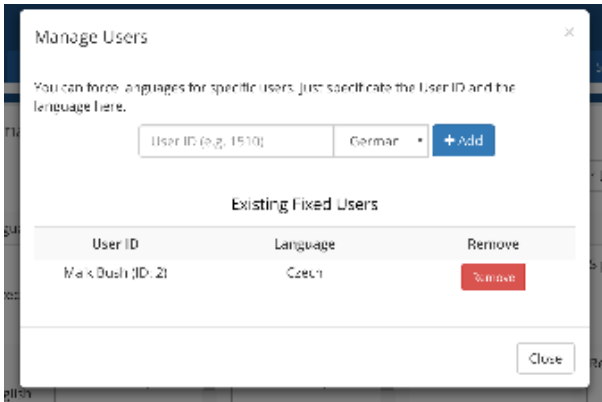 Manage Users
×
You can force languages for specific users. Just specificate the User ID and the
language here.
User ID (e.g. 1510)
German
+ Add
Existing Fixed Users
User ID Language Remove
Mark Bush (ID: 2) Czech Remove
Close